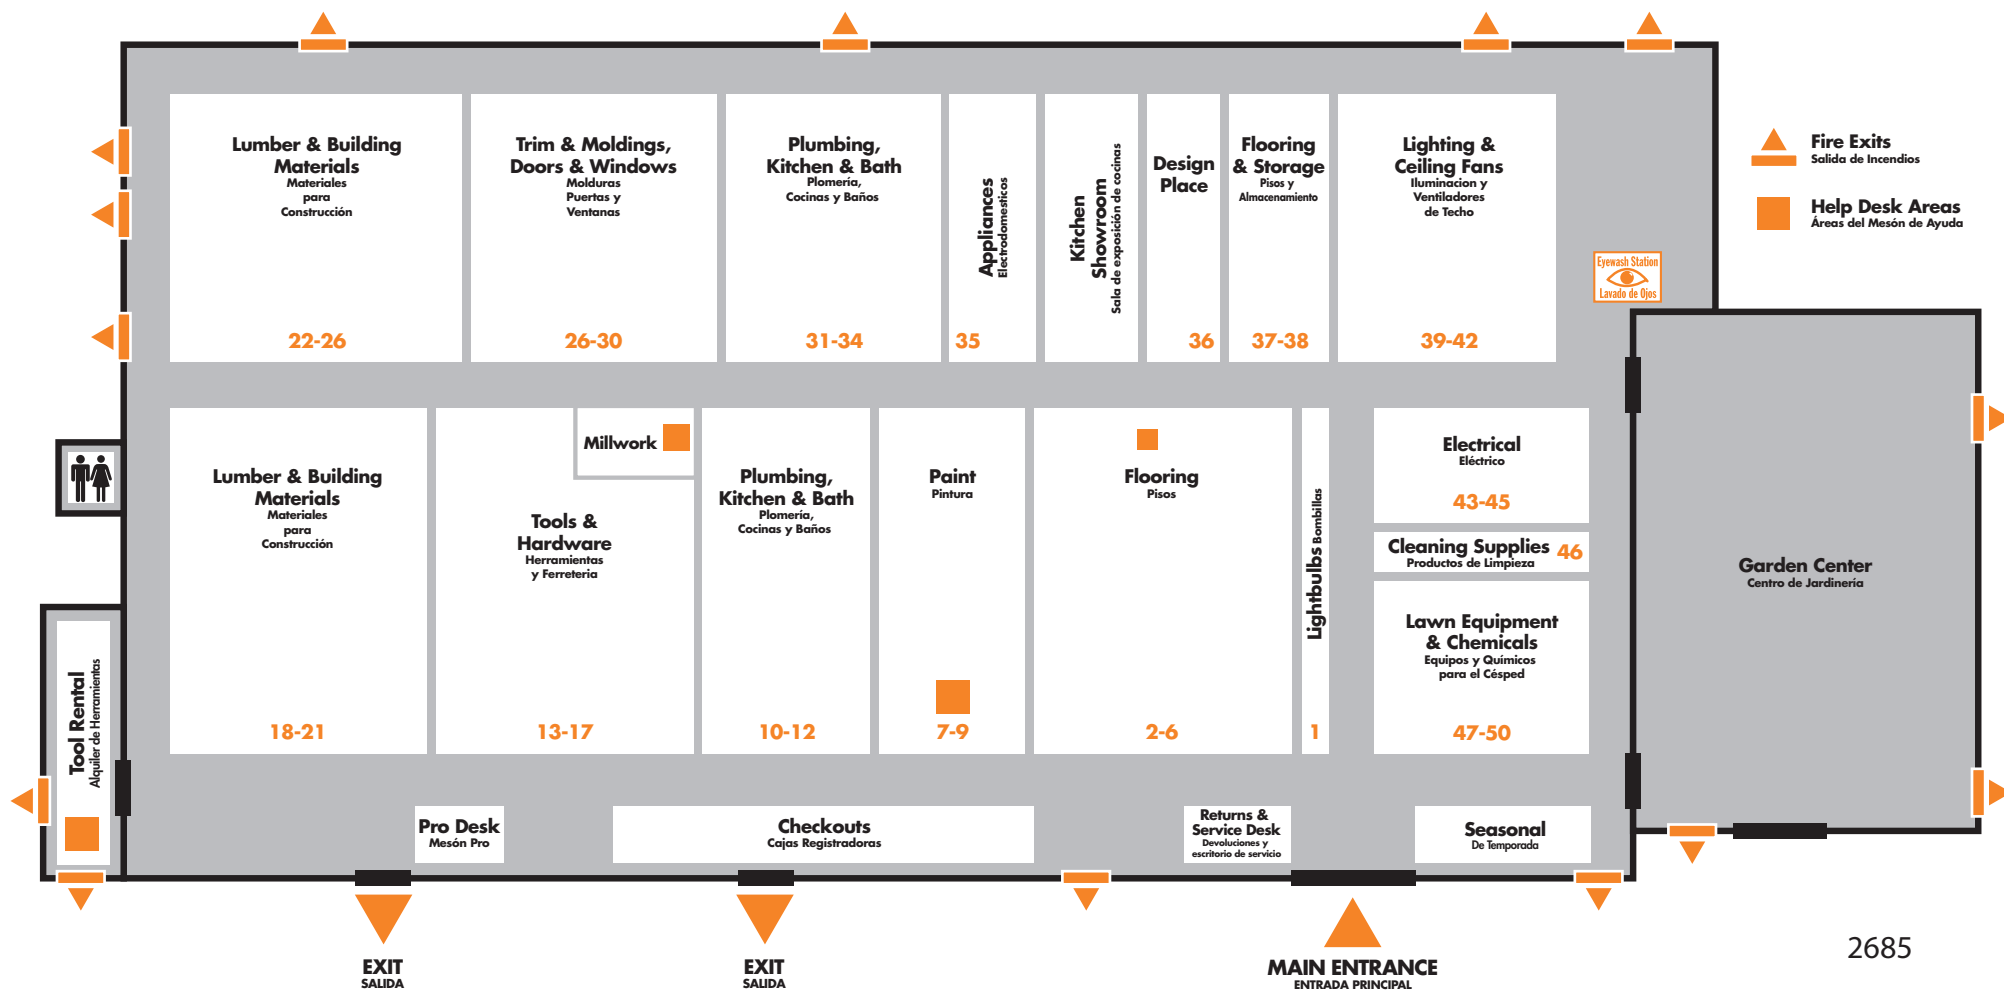 Lumber & Building
Materials
Materiales
para
Construcción
22-26
Trim & Moldings,
Doors & Windows
Molduras
Puertas y
Ventanas
26-30
Plumbing,
Kitchen & Bath
Plomería,
Cocinas y Baños
31-34
Appliances
Electrodomesticos
35
Kitchen
Showroom
Sala de exposición de cocinas
Design
Place
36
Flooring
& Storage
Pisos y
Almacenamiento
37-38
Lighting &
Ceiling Fans
Iluminacion y
Ventiladores
de Techo
39-42
Fire Exits
Salida de Incendios
Help Desk Areas
Áreas del Mesón de Ayuda
Eyewash Station
Lavado de Ojos
Lumber & Building
Materials
Materiales
para
Construcción
18-21
Millwork
Tools &
Hardware
Herramientas
y Ferreteria
13-17
Plumbing,
Kitchen & Bath
Plomería,
Cocinas y Baños
10-12
Paint
Pintura
7-9
Flooring
Pisos
2-6
Lightbulbs Bombillas
1
Electrical
Eléctrico
43-45
Cleaning Supplies 46
Productos de Limpieza
Lawn Equipment
& Chemicals
Equipos y Químicos
para el Césped
47-50
Garden Center
Centro de Jardinería
Tool Rental
Alquiler de Herramientas
Pro Desk
Mesón Pro
Checkouts
Cajas Registradoras
Returns &
Service Desk
Devoluciones y
escritorio de servicio
Seasonal
De Temporada
EXIT
SALIDA
EXIT
SALIDA
MAIN ENTRANCE
ENTRADA PRINCIPAL
2685